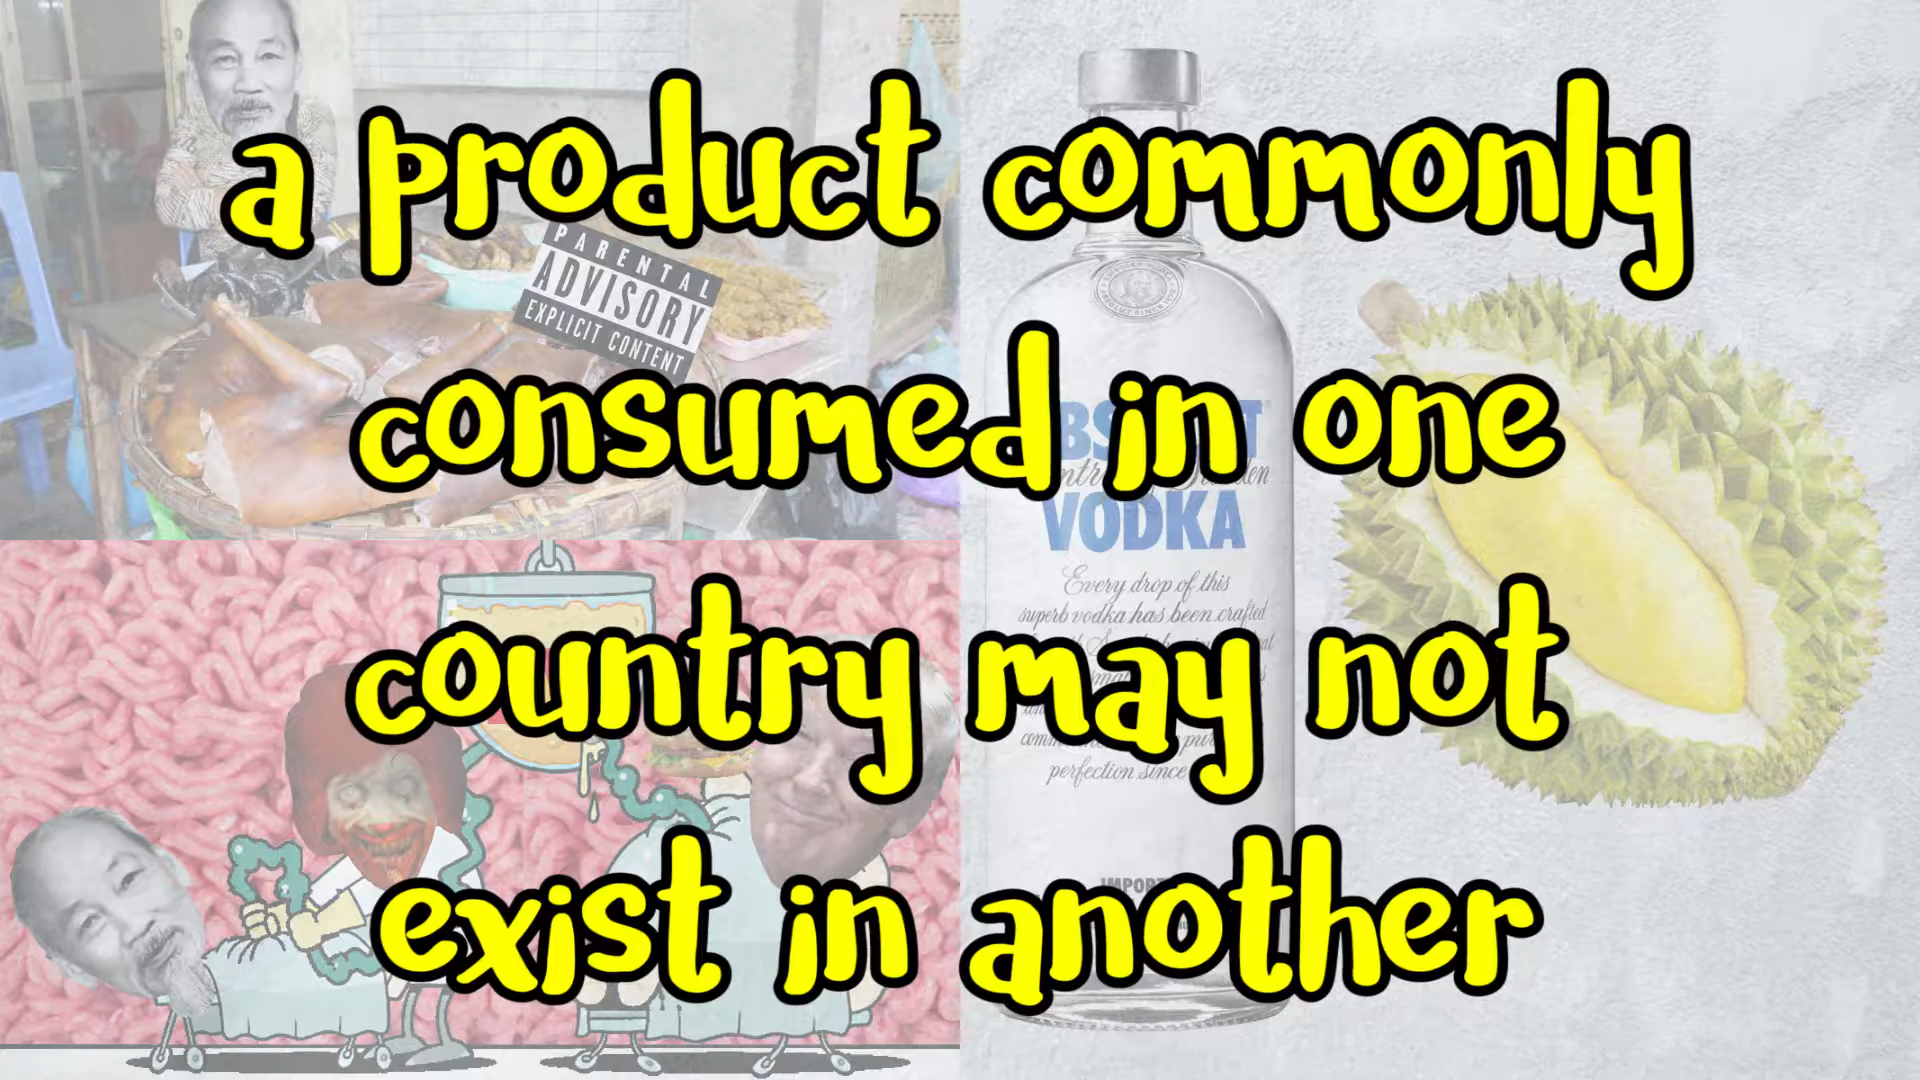 a product commonly
PARENTAL
ADVISORY
EXPLICIT CONTENT
consumed in one
VODKA
Every drop of this
superb vodka has been crafted
country may not
perfection since
exist in another